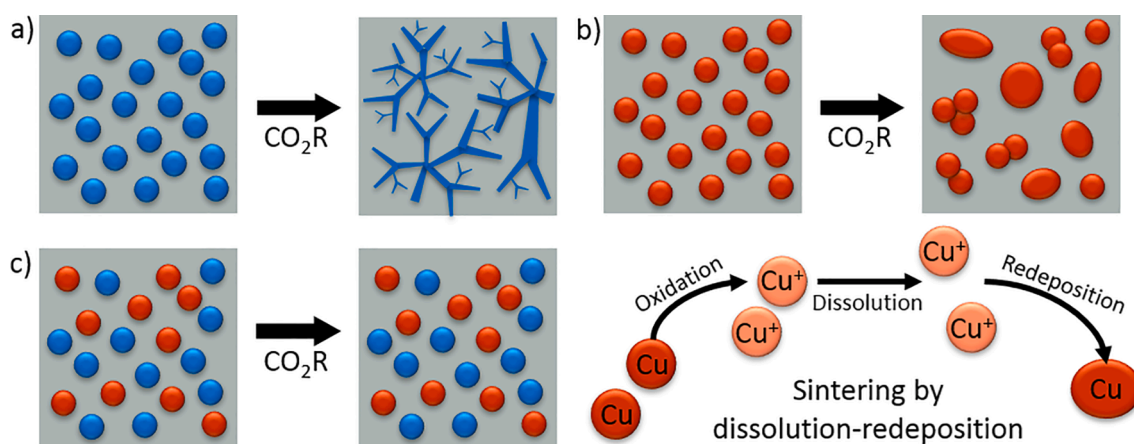 a)
CO₂R
b)
CO₂R
c)
CO₂R
Oxidation
Cu⁺
Cu⁺
Dissolution
Cu⁺
Cu⁺
Redeposition
Cu
Cu
Cu
Sintering by
dissolution-redeposition